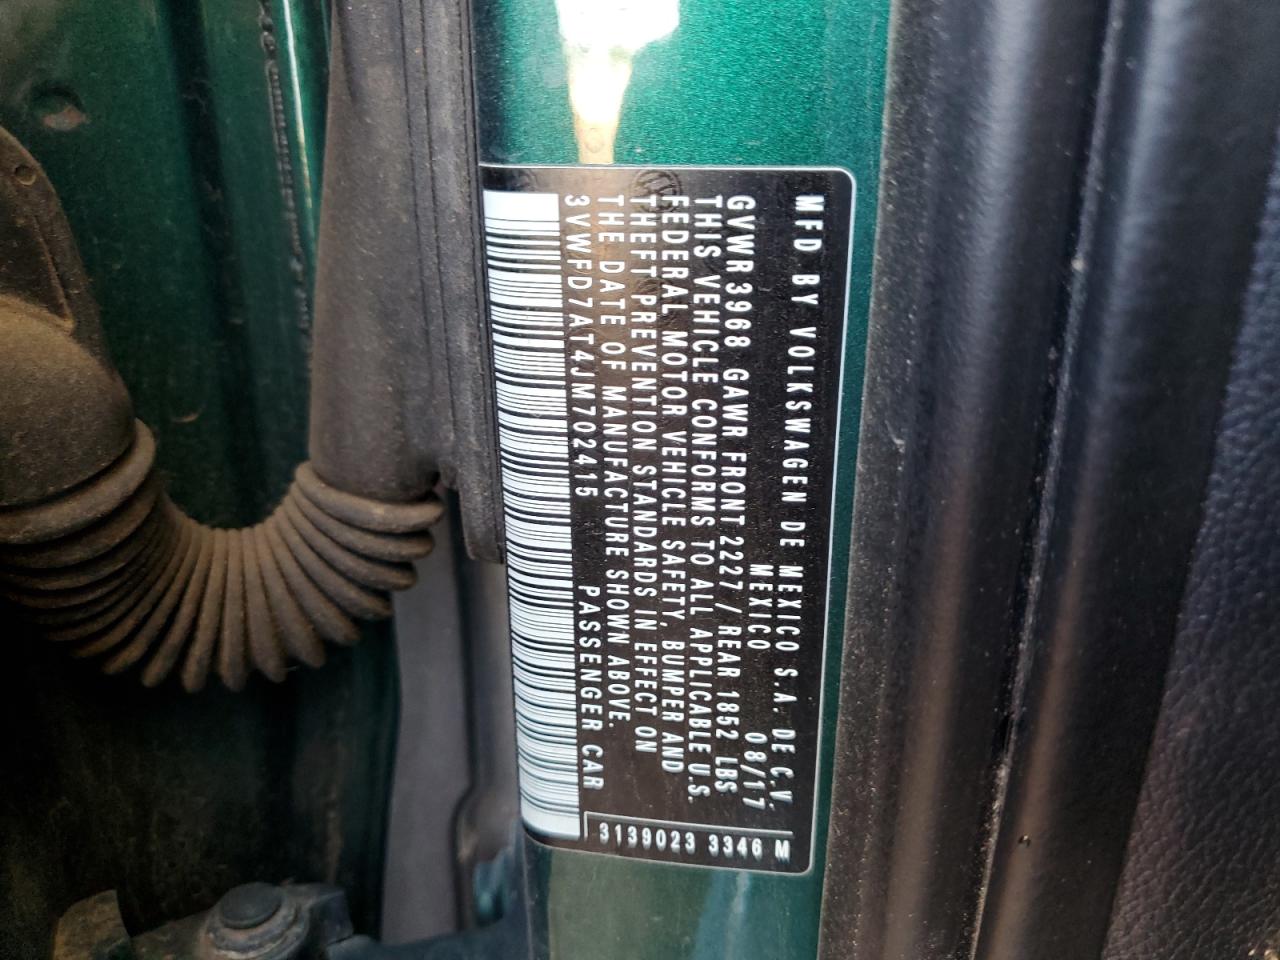 MFD BY VOLKSWAGEN DE MEXICO S.A. DE C.V.
MEXICO 08/17
GVWR 3968 GAWR FRONT 2227 / REAR 1852 LBS
THIS VEHICLE CONFORMS TO ALL APPLICABLE U.S.
FEDERAL MOTOR VEHICLE SAFETY, BUMPER AND
THEFT PREVENTION STANDARDS IN EFFECT ON
THE DATE OF MANUFACTURE SHOWN ABOVE.
3VWFD7AT4JM702415 PASSENGER CAR
3139023 3346 M